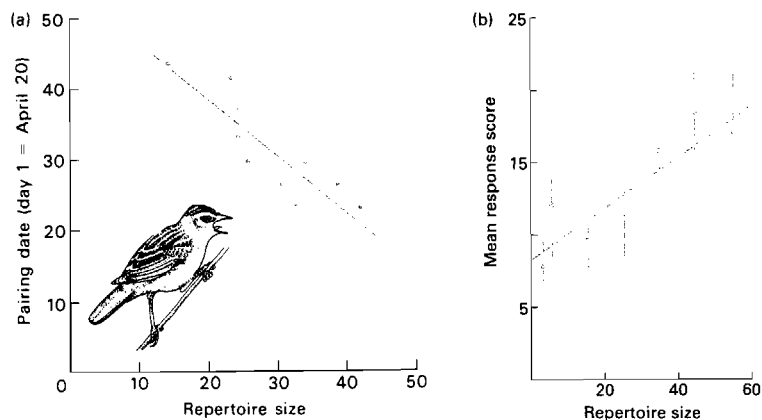 (a)
50
40
30
20
10
0
Pairing date (day 1 = April 20)
10
20
30
40
50
Repertoire size
(b)
25
15
5
Mean response score
20
40
60
Repertoire size